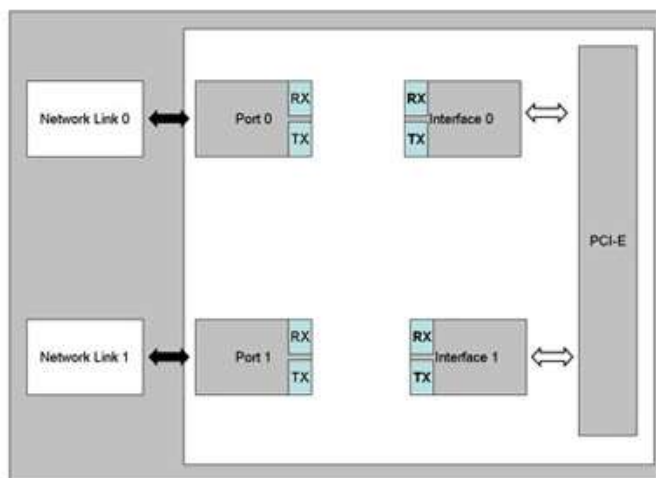 Network Link 0
Port 0
RX
TX
RX
TX
Interface 0
PCI-E
Network Link 1
Port 1
RX
TX
RX
TX
Interface 1